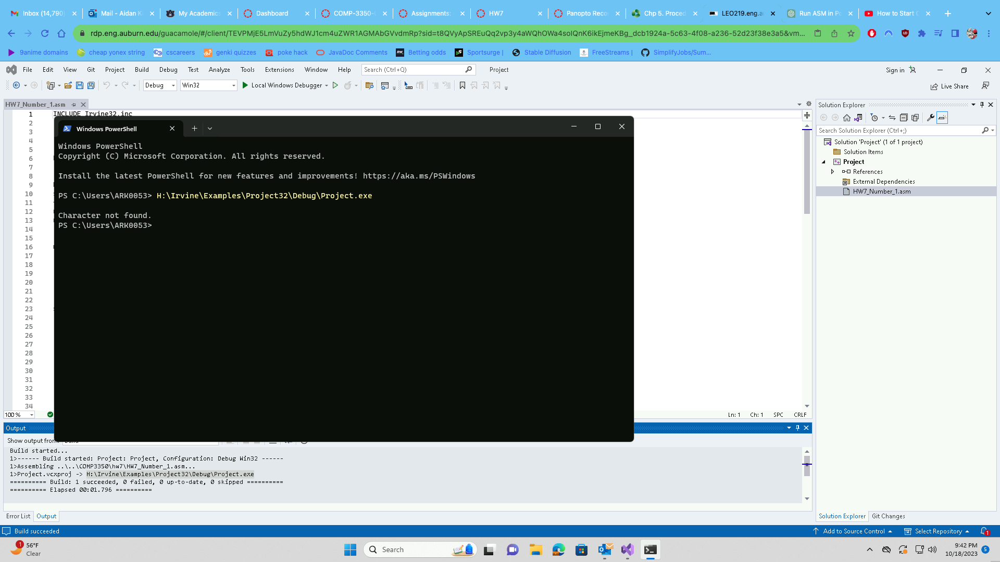 Inbox (14,790)
Mail - Aidan K
My Academics
Dashboard
COMP-3350-
Assignments:
HW7
Panopto Reco
Chp 5. Proced
LEO219.eng.a
Run ASM in Po
How to Start
rdp.eng.auburn.edu/guacamole/#/client/TEVPMjE5LmVuZy5hdWJ1cm4uZWR1AGMAbGVvdmRp?sid=t8QVyApSREuQq2vp3y4aWQhOWa4solQnK6ikEjmeKBg_dcb1924a-5c63-4f08-a236-52d23f38e3a5&vm...
9anime domains
cheap yonex string
cscareers
genki quizzes
poke hack
JavaDoc Comments
Betting odds
Sportsurge |
Stable Diffusion
FreeStreams |
SimplifyJobs/Sum...
File Edit View Git Project Build Debug Test Analyze Tools Extensions Window Help
Search (Ctrl+Q)
Project
Sign in
Debug
Win32
Local Windows Debugger
Live Share
HW7_Number_1.asm
1 INCLUDE Irvine32.inc
2
3
4
5
6
7
8
9
10
11
12
13
14
15
16
17
18
19
20
21
22
23
24
25
26
27
28
29
30
31
32
33
34
Windows PowerShell
Windows PowerShell
Copyright (C) Microsoft Corporation. All rights reserved.
Install the latest PowerShell for new features and improvements! https://aka.ms/PSWindows
PS C:\Users\ARK0053> H:\Irvine\Examples\Project32\Debug\Project.exe
Character not found.
PS C:\Users\ARK0053>
100 %
Ln: 1 Ch: 1 SPC CRLF
Solution Explorer
Search Solution Explorer (Ctrl+;)
Solution 'Project' (1 of 1 project)
Solution Items
Project
References
External Dependencies
HW7_Number_1.asm
Output
Show output from:
Build started...
1>------ Build started: Project: Project, Configuration: Debug Win32 ------
1>Assembling ..\..\COMP3350\hw7\HW7_Number_1.asm...
1>Project.vcxproj -> H:\Irvine\Examples\Project32\Debug\Project.exe
========== Build: 1 succeeded, 0 failed, 0 up-to-date, 0 skipped ==========
========== Elapsed 00:01.796 ==========
Error List
Output
Solution Explorer
Git Changes
Build succeeded
Add to Source Control
Select Repository
1
1
56°F
Clear
Search
9:42 PM
10/18/2023
5